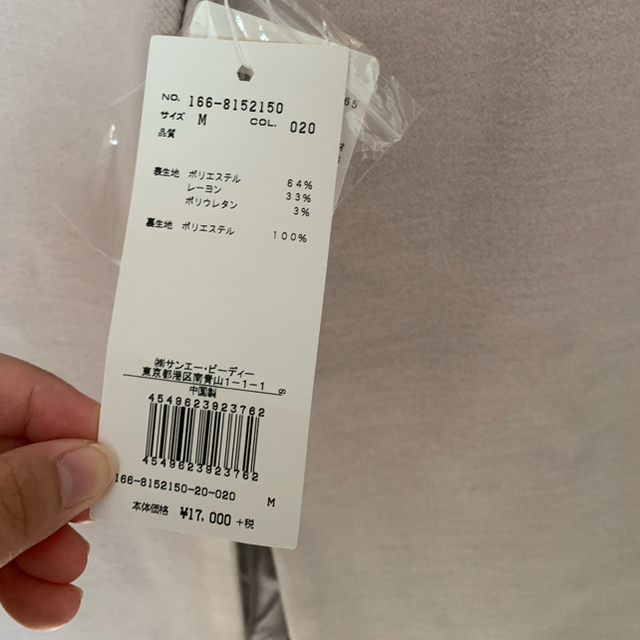 NO. 166-8152150
サイズ M COL. 020
品質
表生地 ポリエステル 64%
レーヨン 33%
ポリウレタン 3%
裏生地 ポリエステル 100%
㈱サンエー・ビーディー
東京都港区南青山1-1-1
中国製 8
4549623923762
4549623923762
166-8152150-20-020 M
本体価格 ¥17,000 +税
65